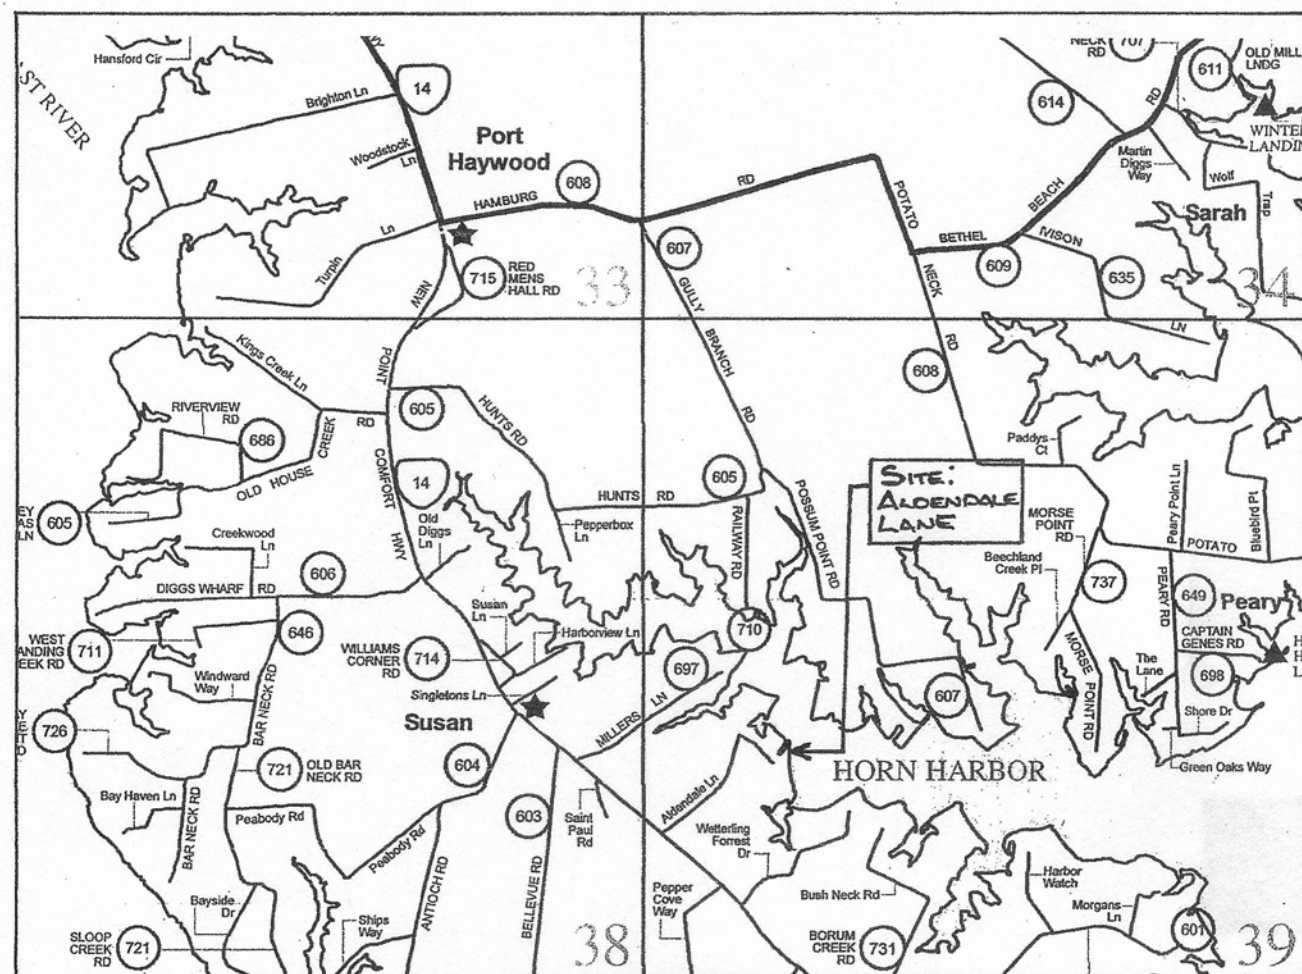 Hansford Cir
ST RIVER
Brighton Ln
14
Woodstock
Ln
Port
Haywood
HAMBURG
608
RD
POTATO
NECK
RD
707
614
611
OLD MILL
LNDG
RD
Martin
Diggs
Way
Wolf
Trap
Sarah
BEACH
BETHEL
609
IVISON
635
LN
34
Turpin
Ln
NEW
715
RED
MENS
HALL RD
33
607
GULLY
BRANCH
RD
NECK
RD
608
Kings Creek Ln
POINT
RIVERVIEW
RD
686
OLD HOUSE
CREEK
RD
605
HUNTS RD
COMFORT
HWY
14
Old
Diggs
Ln
HUNTS RD
605
Pepperbox
Ln
RAILWAY RD
POSSUM POINT RD
SITE:
ALDENDALE
LANE
Paddys
Ct
MORSE
POINT
RD
Beechland
Creek Pl
737
Peary Point Ln
Bluebird Pl
POTATO
PEARY RD
649
Peary
CAPTAIN
GENES RD
698
The
Lane
Shore Dr
Green Oaks Way
MORSE POINT RD
605
Creekwood
Ln
DIGGS WHARF RD
606
WEST
711
646
Windward
Way
BAR NECK RD
WILLIAMS
CORNER
RD
714
Susan
Ln
Harborview Ln
Singletons Ln
Susan
697
710
MILLERS LN
607
HORN HARBOR
726
721
OLD BAR
NECK RD
Bay Haven Ln
BAR NECK RD
Peabody Rd
Peabody Rd
604
603
Saint
Paul
Rd
Aldendale Ln
Wetterling
Forrest
Dr
Bush Neck Rd
Harbor
Watch
Morgans
Ln
601
Bayside
Dr
SLOOP
CREEK
RD
721
Ships
Way
ANTIOCH RD
BELLEVUE RD
38
Pepper
Cove
Way
BORUM
CREEK
RD
731
39